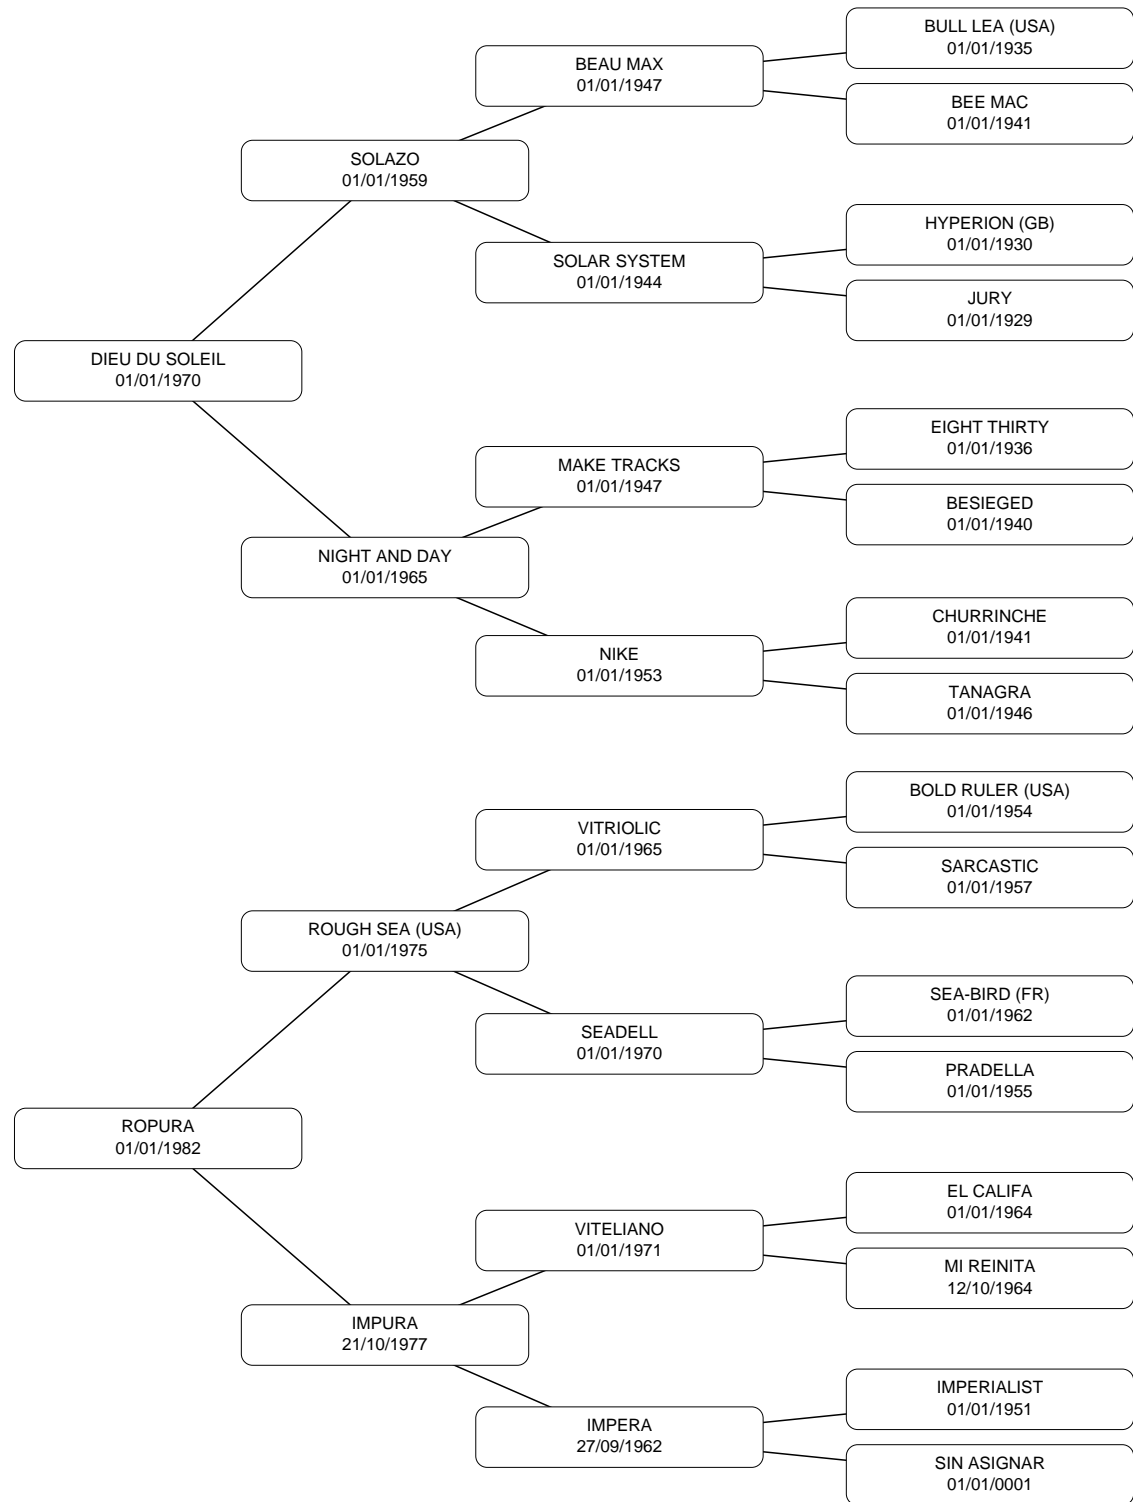 BULL LEA (USA)
01/01/1935
BEAU MAX
01/01/1947
BEE MAC
01/01/1941
SOLAZO
01/01/1959
HYPERION (GB)
01/01/1930
SOLAR SYSTEM
01/01/1944
JURY
01/01/1929
DIEU DU SOLEIL
01/01/1970
EIGHT THIRTY
01/01/1936
MAKE TRACKS
01/01/1947
BESIEGED
01/01/1940
NIGHT AND DAY
01/01/1965
CHURRINCHE
01/01/1941
NIKE
01/01/1953
TANAGRA
01/01/1946
BOLD RULER (USA)
01/01/1954
VITRIOLIC
01/01/1965
SARCASTIC
01/01/1957
ROUGH SEA (USA)
01/01/1975
SEA-BIRD (FR)
01/01/1962
SEADELL
01/01/1970
PRADELLA
01/01/1955
ROPURA
01/01/1982
EL CALIFA
01/01/1964
VITELIANO
01/01/1971
MI REINITA
12/10/1964
IMPURA
21/10/1977
IMPERIALIST
01/01/1951
IMPERA
27/09/1962
SIN ASIGNAR
01/01/0001